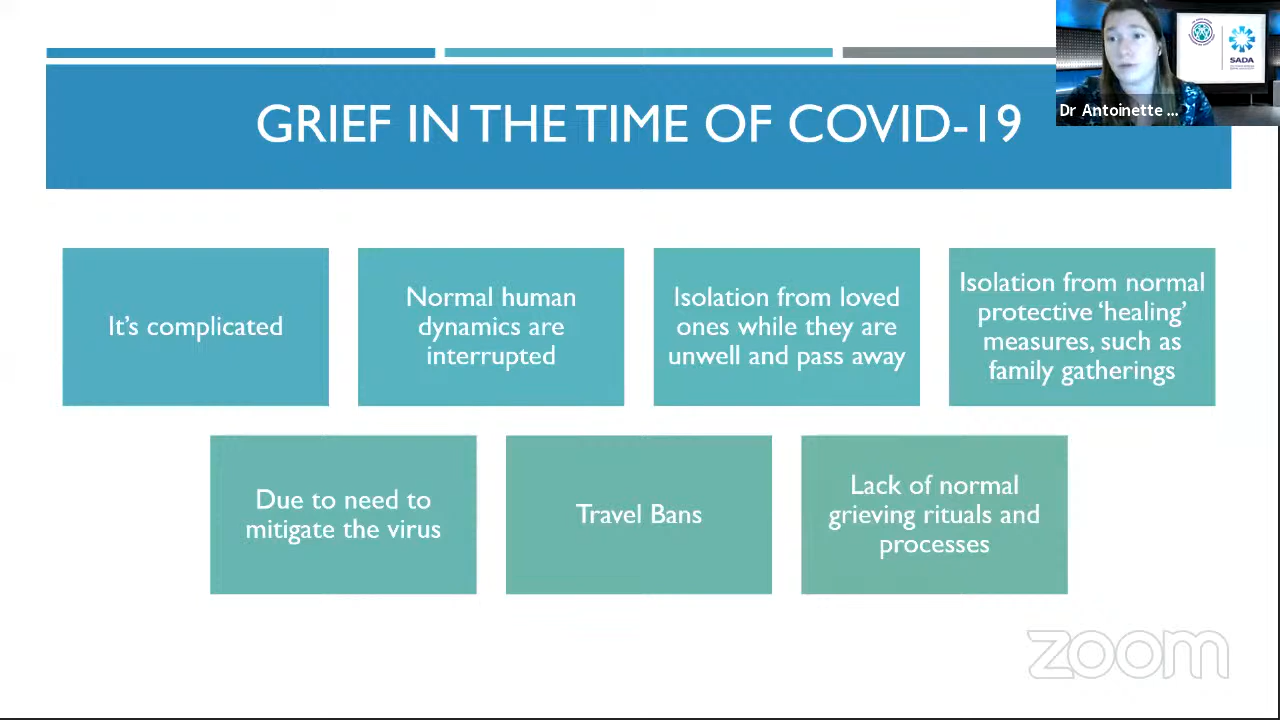 GRIEF IN THE TIME OF COVID-19
SADA
Dr Antoinette ...
It's complicated
Normal human
dynamics are
interrupted
Isolation from loved
ones while they are
unwell and pass away
Isolation from normal
protective ‘healing’
measures, such as
family gatherings
Due to need to
mitigate the virus
Travel Bans
Lack of normal
grieving rituals and
processes
zoom